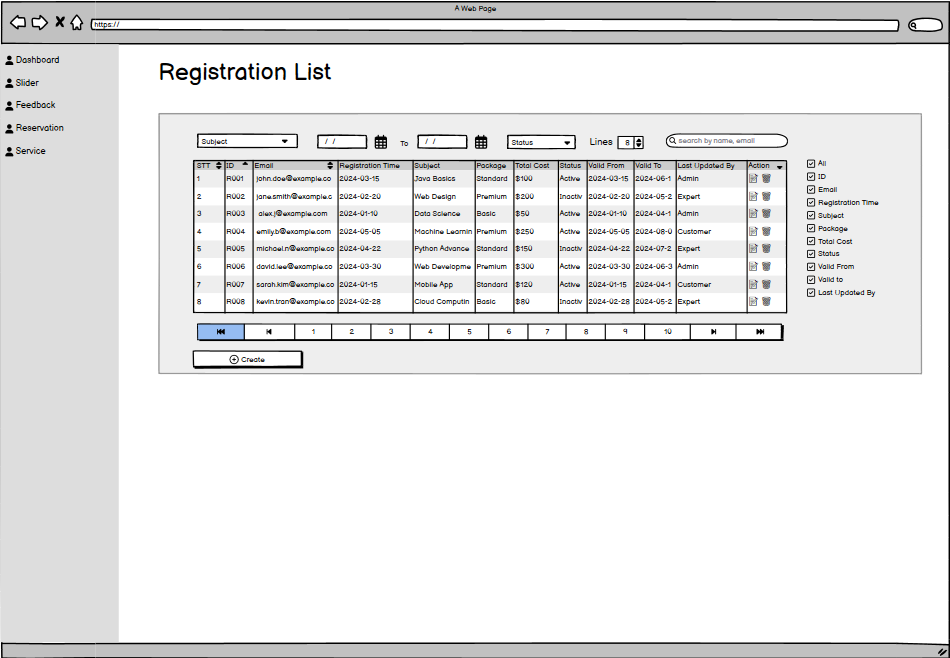 A Web Page
https://
Dashboard
Slider
Feedback
Reservation
Service
Registration List
Subject / / To / / Status Lines 8 search by name, email
STT ID Email Registration Time Subject Package Total Cost Status Valid From Valid To Last Updated By Action
1 R001 john.doe@example.co 2024-03-15 Java Basics Standard $100 Active 2024-03-15 2024-06-1 Admin
2 R002 jane.smith@example.c 2024-02-20 Web Design Premium $200 Inactiv 2024-02-20 2024-05-2 Expert
3 R003 alex.j@example.com 2024-01-10 Data Science Basic $50 Active 2024-01-10 2024-04-1 Admin
4 R004 emily.b@example.com 2024-05-05 Machine Learnin Premium $250 Active 2024-05-05 2024-08-0 Customer
5 R005 michael.n@example.co 2024-04-22 Python Advance Standard $150 Inactiv 2024-04-22 2024-07-2 Expert
6 R006 david.lee@example.co 2024-03-30 Web Developme Premium $300 Active 2024-03-30 2024-06-3 Admin
7 R007 sarah.kim@example.co 2024-01-15 Mobile App Standard $120 Active 2024-01-15 2024-04-1 Customer
8 R008 kevin.tran@example.co 2024-02-28 Cloud Computin Basic $80 Inactiv 2024-02-28 2024-05-2 Expert
All
ID
Email
Registration Time
Subject
Package
Total Cost
Status
Valid From
Valid to
Last Updated By
1 2 3 4 5 6 7 8 9 10
Create